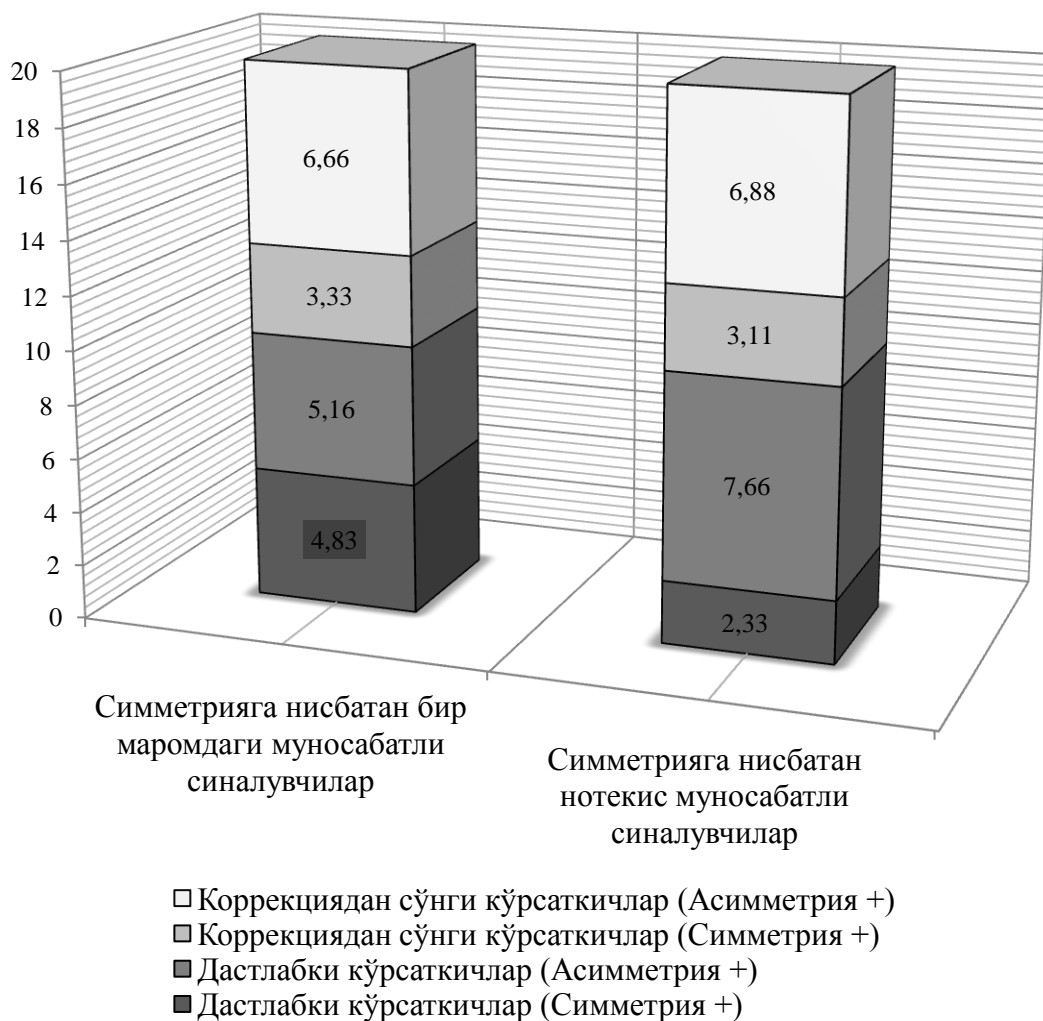 20
18
16
14
12
10
8
6
4
2
0
6,66
3,33
5,16
4,83
6,88
3,11
7,66
2,33
Симметрияга нисбатан бир
маромдаги муносабатли
синалувчилар
Симметрияга нисбатан
нотекис муносабатли
синалувчилар
Коррекциядан сўнги кўрсаткичлар (Асимметрия +)
Коррекциядан сўнги кўрсаткичлар (Симметрия +)
Дастлабки кўрсаткичлар (Асимметрия +)
Дастлабки кўрсаткичлар (Симметрия +)